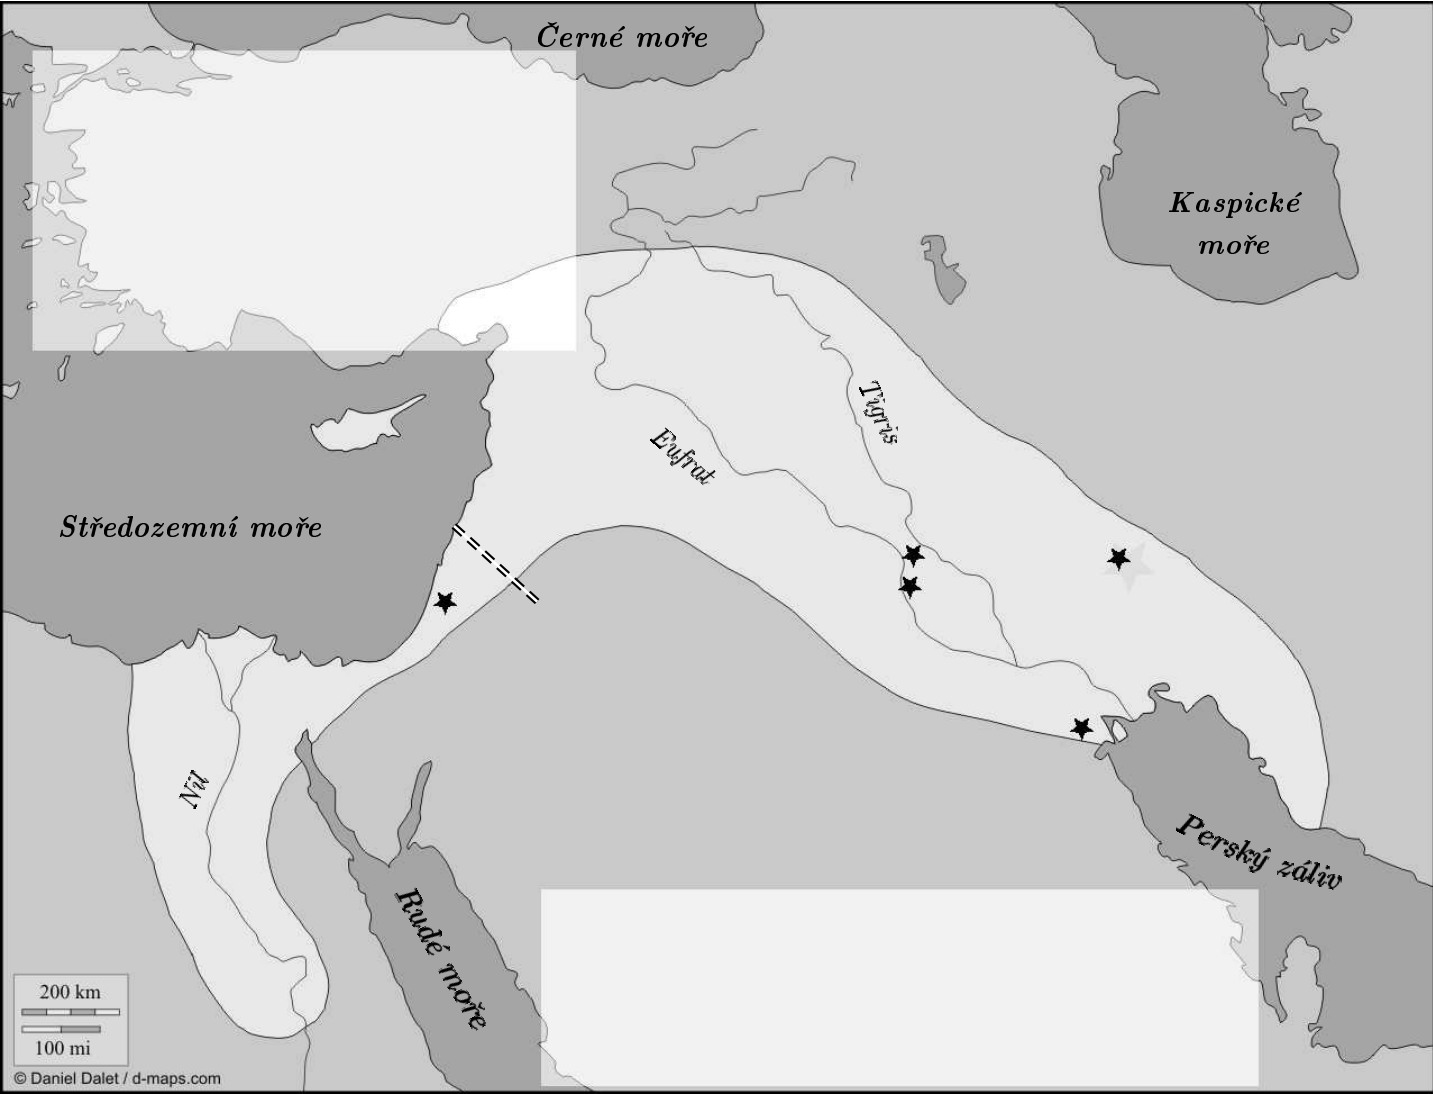 Černé moře
Kaspické
moře
Tigris
Eufrat
Středozemní moře
Nil
Perský záliv
Rudé moře
200 km
100 mi
© Daniel Dalet / d-maps.com